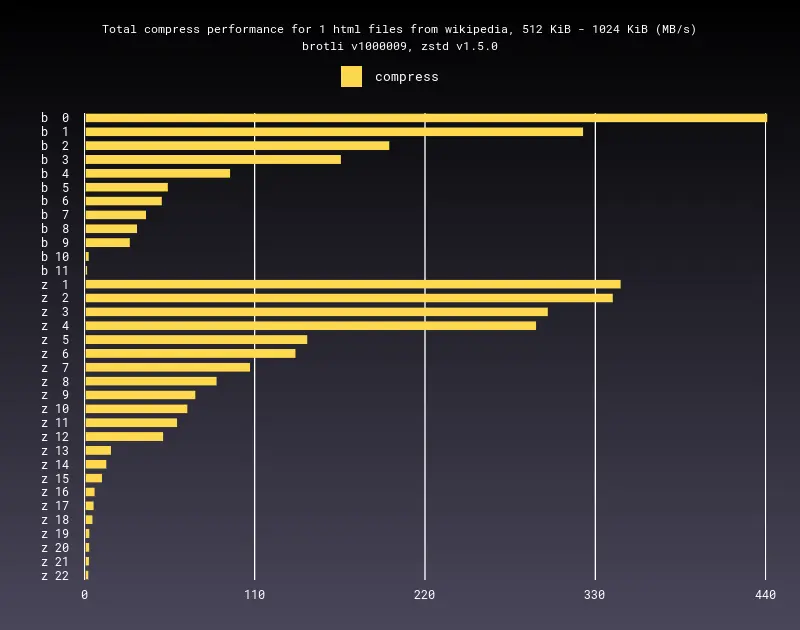 Total compress performance for 1 html files from wikipedia, 512 KiB - 1024 KiB (MB/s)
brotli v1000009, zstd v1.5.0
compress
b 0
b 1
b 2
b 3
b 4
b 5
b 6
b 7
b 8
b 9
b 10
b 11
z 1
z 2
z 3
z 4
z 5
z 6
z 7
z 8
z 9
z 10
z 11
z 12
z 13
z 14
z 15
z 16
z 17
z 18
z 19
z 20
z 21
z 22
0 110 220 330 440